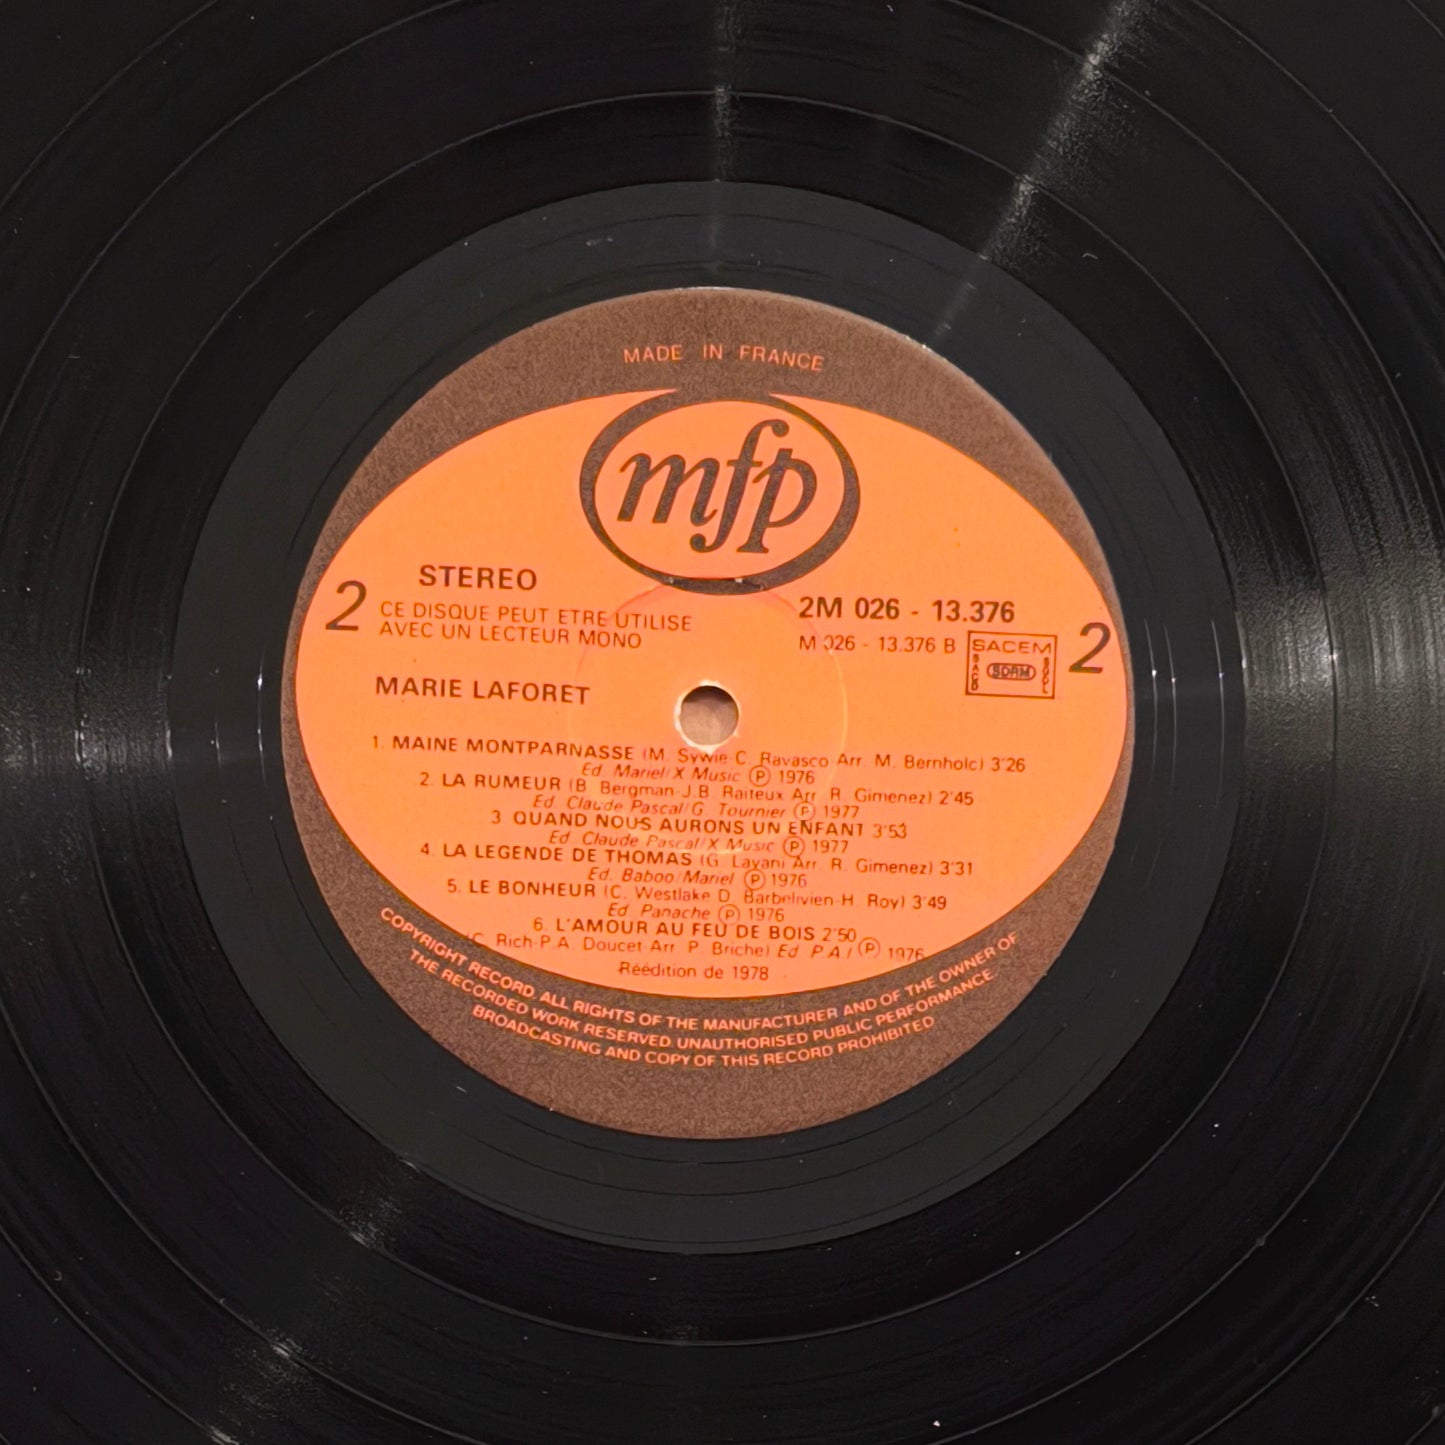 MADE IN FRANCE
mfp
STEREO
2
CE DISQUE PEUT ETRE UTILISE
AVEC UN LECTEUR MONO
2M 026 - 13.376
M 026 - 13.376 B
SACEM
SACD SDRM SGDL
2
MARIE LAFORET
1. MAINE MONTPARNASSE (M. Sywie-C. Ravasco-Arr. M. Bernholc) 3'26
Ed. Mariel/X Music Ⓟ 1976
2. LA RUMEUR (B. Bergman-J.B. Raiteux Arr. R. Gimenez) 2'45
Ed. Claude Pascal/G. Tournier Ⓟ 1977
3 QUAND NOUS AURONS UN ENFANT 3'53
Ed. Claude Pascal/X Music Ⓟ 1977
4. LA LEGENDE DE THOMAS (G. Layani Arr. R. Gimenez) 3'31
Ed. Baboo/Mariel Ⓟ 1976
5. LE BONHEUR (C. Westlake D. Barbelivien-H. Roy) 3'49
Ed. Panache Ⓟ 1976
6. L'AMOUR AU FEU DE BOIS 2'50
(C. Rich-P.A. Doucet-Arr. P. Briche) Ed P.A.I Ⓟ 1976
Réédition de 1978
COPYRIGHT RECORD. ALL RIGHTS OF THE MANUFACTURER AND OF THE OWNER OF
THE RECORDED WORK RESERVED. UNAUTHORISED PUBLIC PERFORMANCE.
BROADCASTING AND COPY OF THIS RECORD PROHIBITED